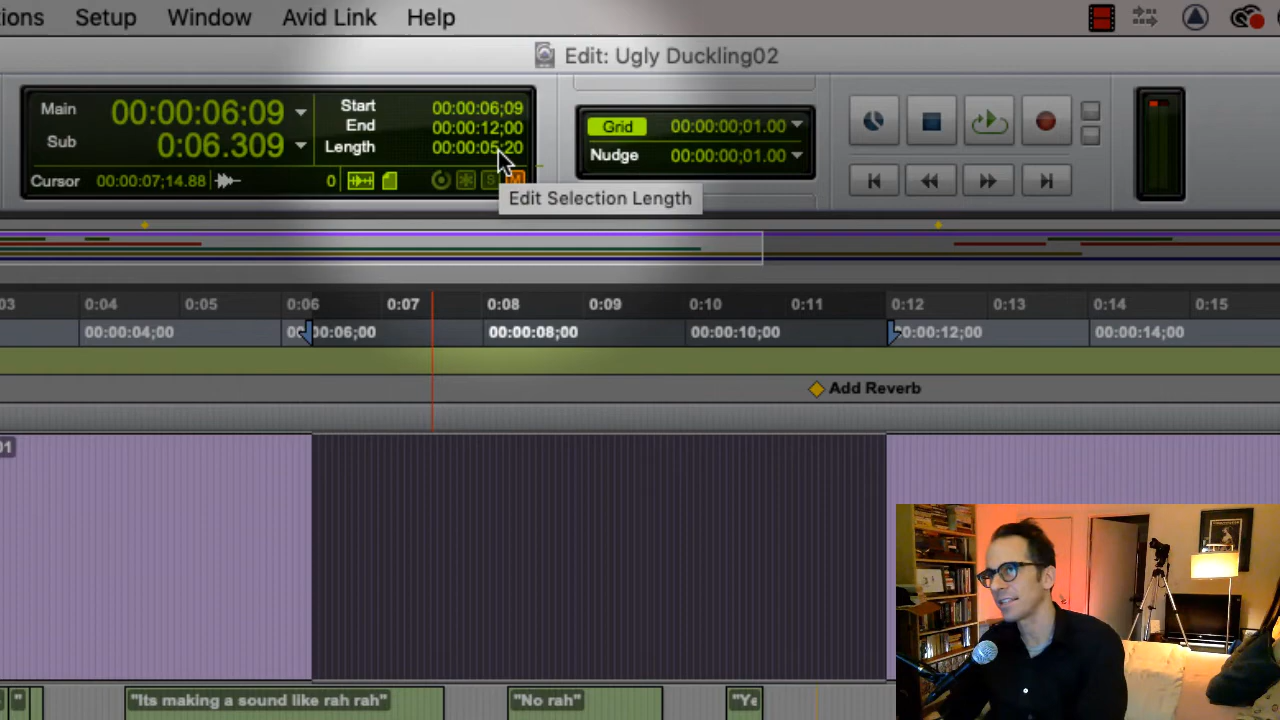 ions Setup Window Avid Link Help
Edit: Ugly Duckling02
Main 00:00:06;09
Sub 0:06.309
Start 00:00:06;09
End 00:00:12;00
Length 00:00:05;20
Cursor 00:00:07;14.88 0
S M
Grid 00:00:00;01.00
Nudge 00:00:00;01.00
Edit Selection Length
03 0:04 0:05 0:06 0:07 0:08 0:09 0:10 0:11 0:12 0:13 0:14 0:15
00:00:04;00 00:00:06;00 00:00:08;00 00:00:10;00 00:00:12;00 00:00:14;00
Add Reverb
01
" "Its making a sound like rah rah" "No rah" "Ye